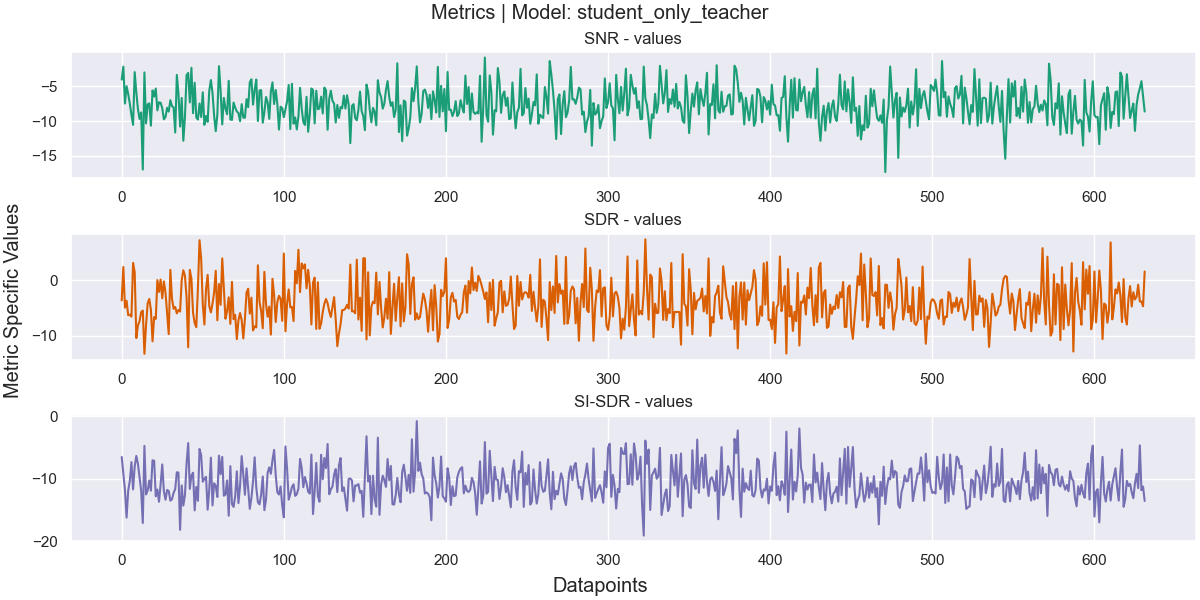 Metrics | Model: student_only_teacher
SNR - values
−5
−10
−15
0 100 200 300 400 500 600
SDR - values
0
−10
0 100 200 300 400 500 600
SI-SDR - values
0
−10
−20
0 100 200 300 400 500 600
Metric Specific Values
Datapoints